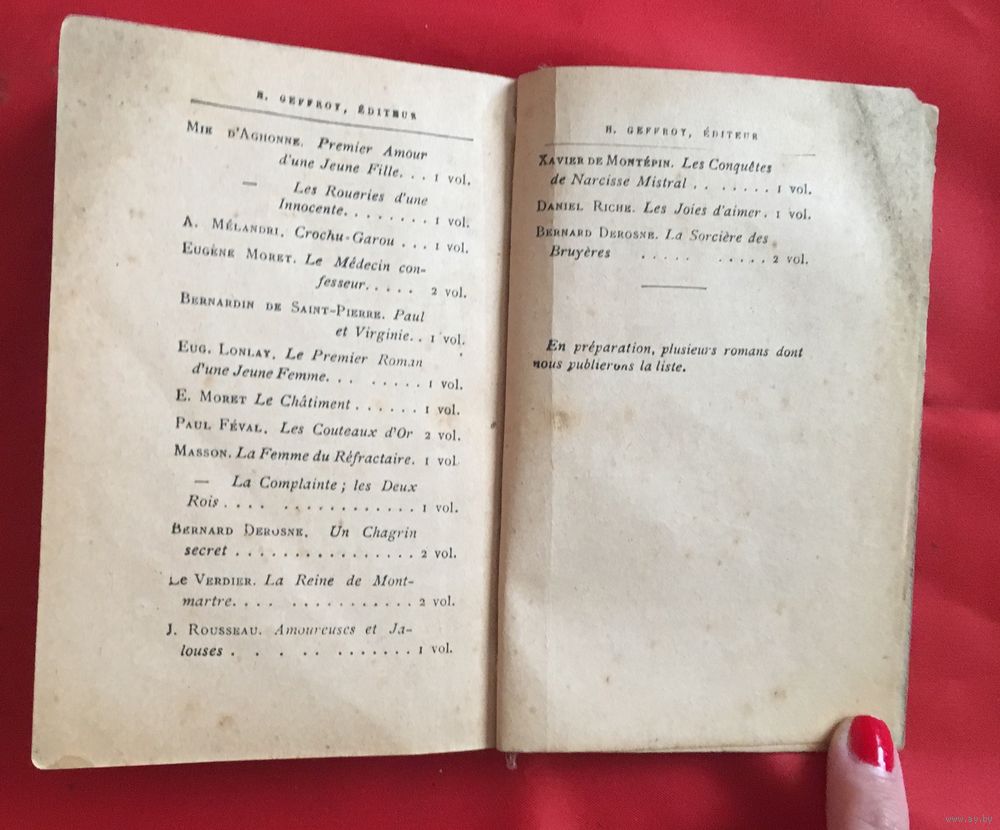 H. GEFFROY, ÉDITEUR
MIE D'AGHONNE. Premier Amour
d'une Jeune Fille. . . 1 vol.
— Les Roueries d'une
Innocente. . . . . . . . 1 vol.
A. MÉLANDRI. Crochu-Garou . . . 1 vol.
EUGÈNE MORET. Le Médecin con-
fesseur. . . . . 2 vol.
BERNARDIN DE SAINT-PIERRE. Paul
et Virginie. . 1 vol.
EUG. LONLAY. Le Premier Roman
d'une Jeune Femme. . . . . . . . . 1 vol.
E. MORET Le Châtiment . . . . . . 1 vol.
PAUL FÉVAL. Les Couteaux d'Or 2 vol.
MASSON. La Femme du Réfractaire. 1 vol.
— La Complainte ; les Deux
Rois . . . . . . . . . . . . . . . . 1 vol.
BERNARD DEROSNE. Un Chagrin
secret . . . . . . . . . . . . . . . . 2 vol.
Le VERDIER. La Reine de Mont-
martre. . . . . . . . . . . . . . . 2 vol.
J. ROUSSEAU. Amoureuses et Ja-
louses . . . . . . . . . . . 1 vol.
H. GEFFROY, ÉDITEUR
XAVIER DE MONTÉPIN. Les Conquêtes
de Narcisse Mistral . . . . . . . 1 vol.
DANIEL RICHE. Les Joies d'aimer. 1 vol.
BERNARD DEROSNE. La Sorcière des
Bruyères . . . . . . . . . . 2 vol.
En préparation, plusieurs romans dont
nous publierons la liste.
www.ay.by